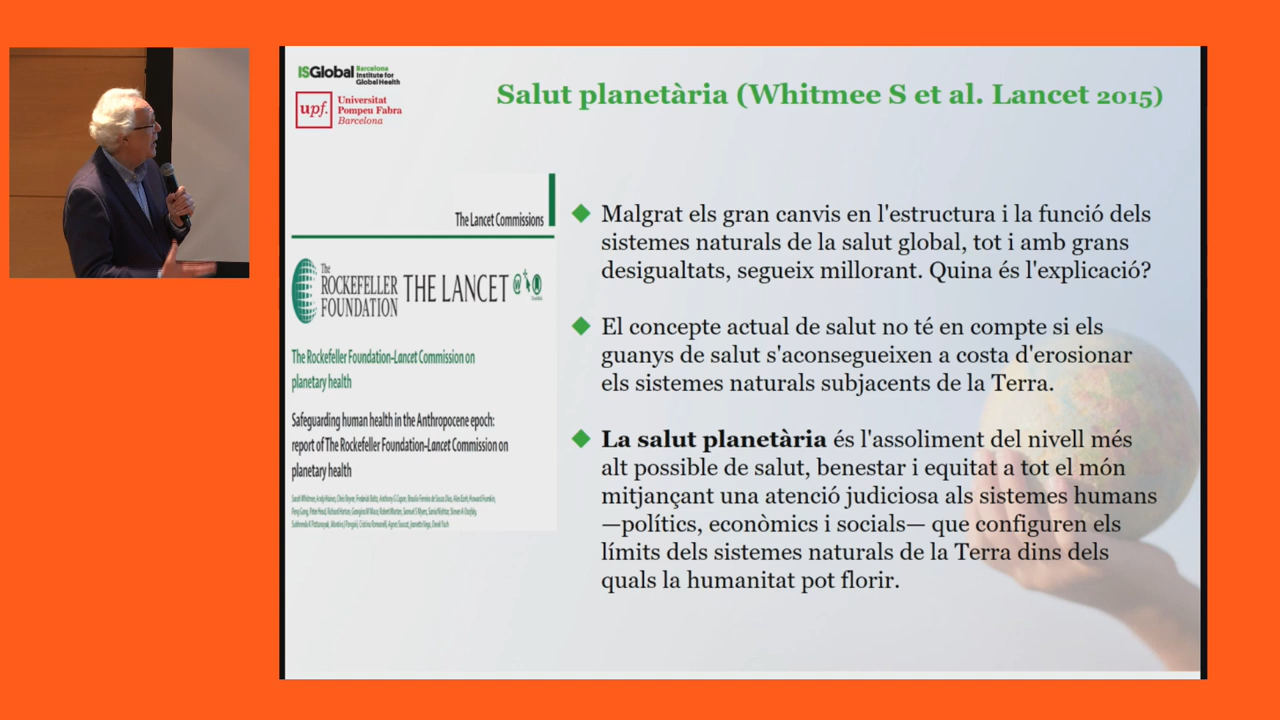 ISGlobal Barcelona
Institute for
Global Health
upf. Universitat
Pompeu Fabra
Barcelona
Salut planetària (Whitmee S et al. Lancet 2015)
The Lancet Commissions
The
ROCKEFELLER
FOUNDATION
THE LANCET
The Rockefeller Foundation–Lancet Commission on
planetary health
Safeguarding human health in the Anthropocene epoch:
report of The Rockefeller Foundation–Lancet Commission on
planetary health
Malgrat els gran canvis en l'estructura i la funció dels
sistemes naturals de la salut global, tot i amb grans
desigualtats, segueix millorant. Quina és l'explicació?
El concepte actual de salut no té en compte si els
guanys de salut s'aconsegueixen a costa d'erosionar
els sistemes naturals subjacents de la Terra.
La salut planetària és l'assoliment del nivell més
alt possible de salut, benestar i equitat a tot el món
mitjançant una atenció judiciosa als sistemes humans
—polítics, econòmics i socials— que configuren els
límits dels sistemes naturals de la Terra dins dels
quals la humanitat pot florir.